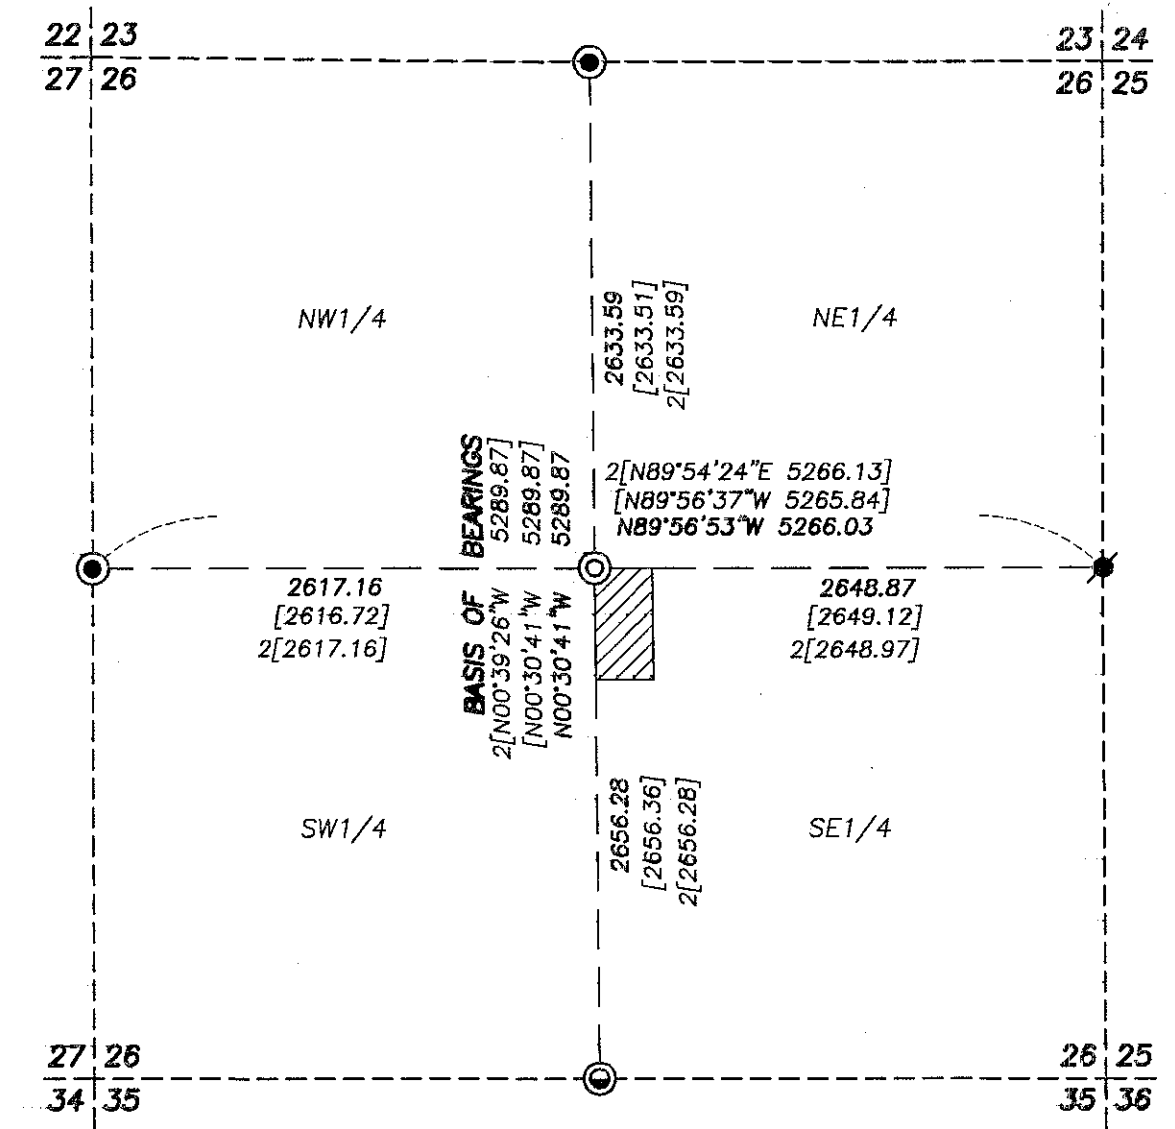 22 23
27 26
23 24
26 25
NW1/4
NE1/4
2633.59
[2633.51]
2[2633.59]
BASIS OF BEARINGS
2[N00°39'26"W 5289.87]
[N00°30'41"W 5289.87]
N00°30'41"W 5289.87
2[N89°54'24"E 5266.13]
[N89°56'37"W 5265.84]
N89°56'53"W 5266.03
2617.16
[2616.72]
2[2617.16]
2648.87
[2649.12]
2[2648.97]
2656.28
[2656.36]
2[2656.28]
SW1/4
SE1/4
27 26
34 35
26 25
35 36